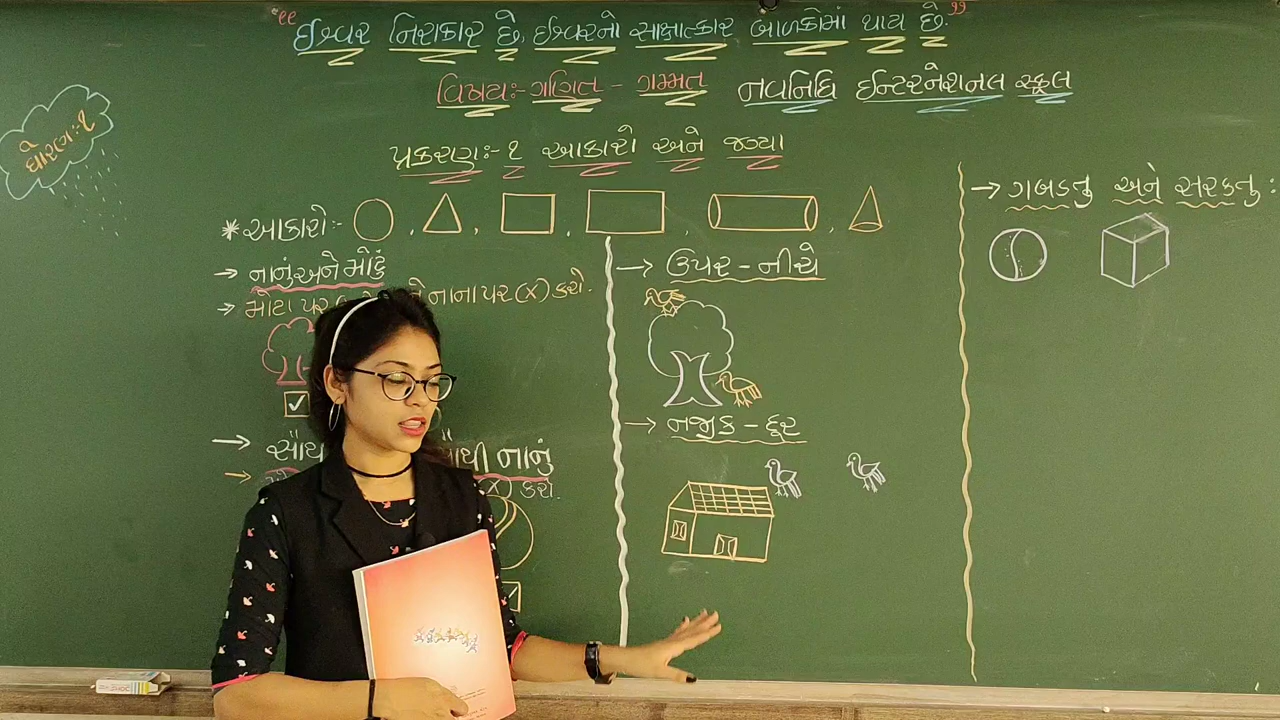 “ઈશ્વર નિરાકાર છે, ઈશ્વરનો સાક્ષાત્કાર બાળકોમાં થાય છે.”
વિષય:- ગણિત - ગમ્મત નવનિધિ ઈન્ટરનેશનલ સ્કૂલ
ધોરણ:૧
પ્રકરણ:- ૧ આકારો અને જગ્યા
* આકારો:-
→ નાનું અને મોટું
→ મોટા પર નાના પર (X) કરો.
→ સૌથી નાનું
→ (X) કરો.
→ ઉપર - નીચે
→ નજીક - દૂર
→ ગબડતુ અને સરકતુ :